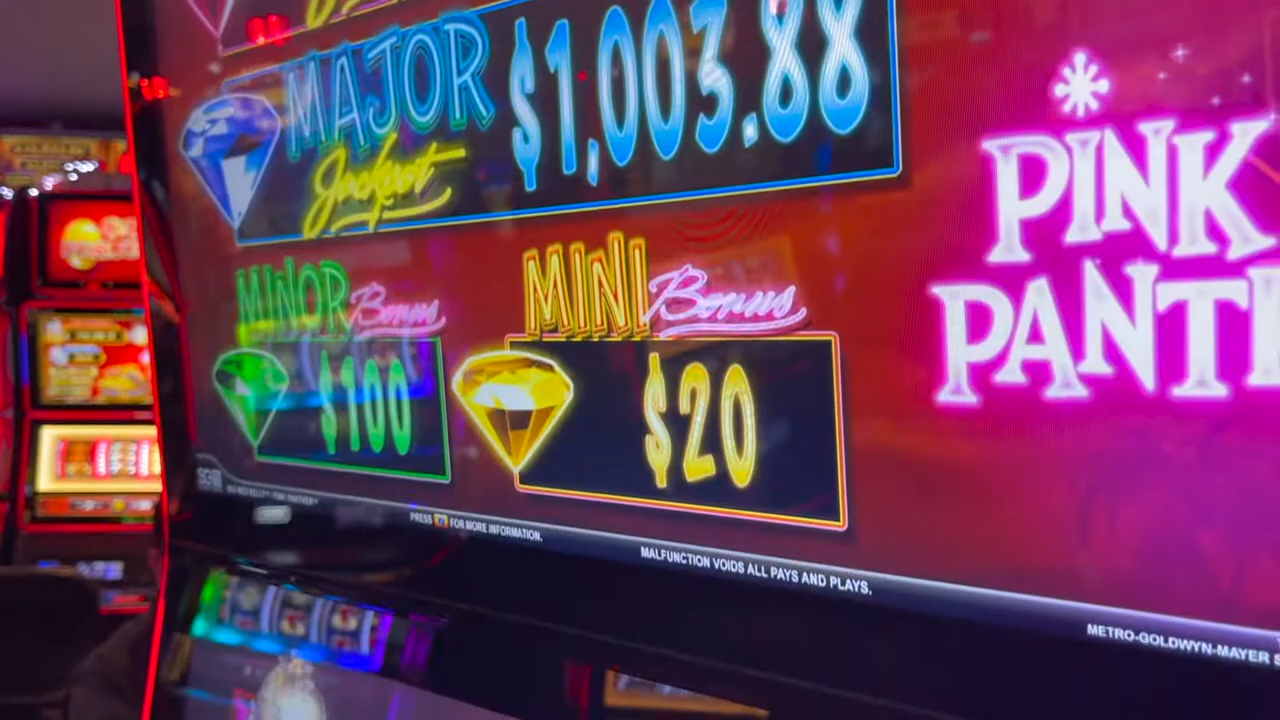 MAJOR
Jackpot
$1,003.88
MINOR Bonus
$100
MINI Bonus
$20
PINK
PANT
PRESS FOR MORE INFORMATION.
MALFUNCTION VOIDS ALL PAYS AND PLAYS.
METRO-GOLDWYN-MAYER S